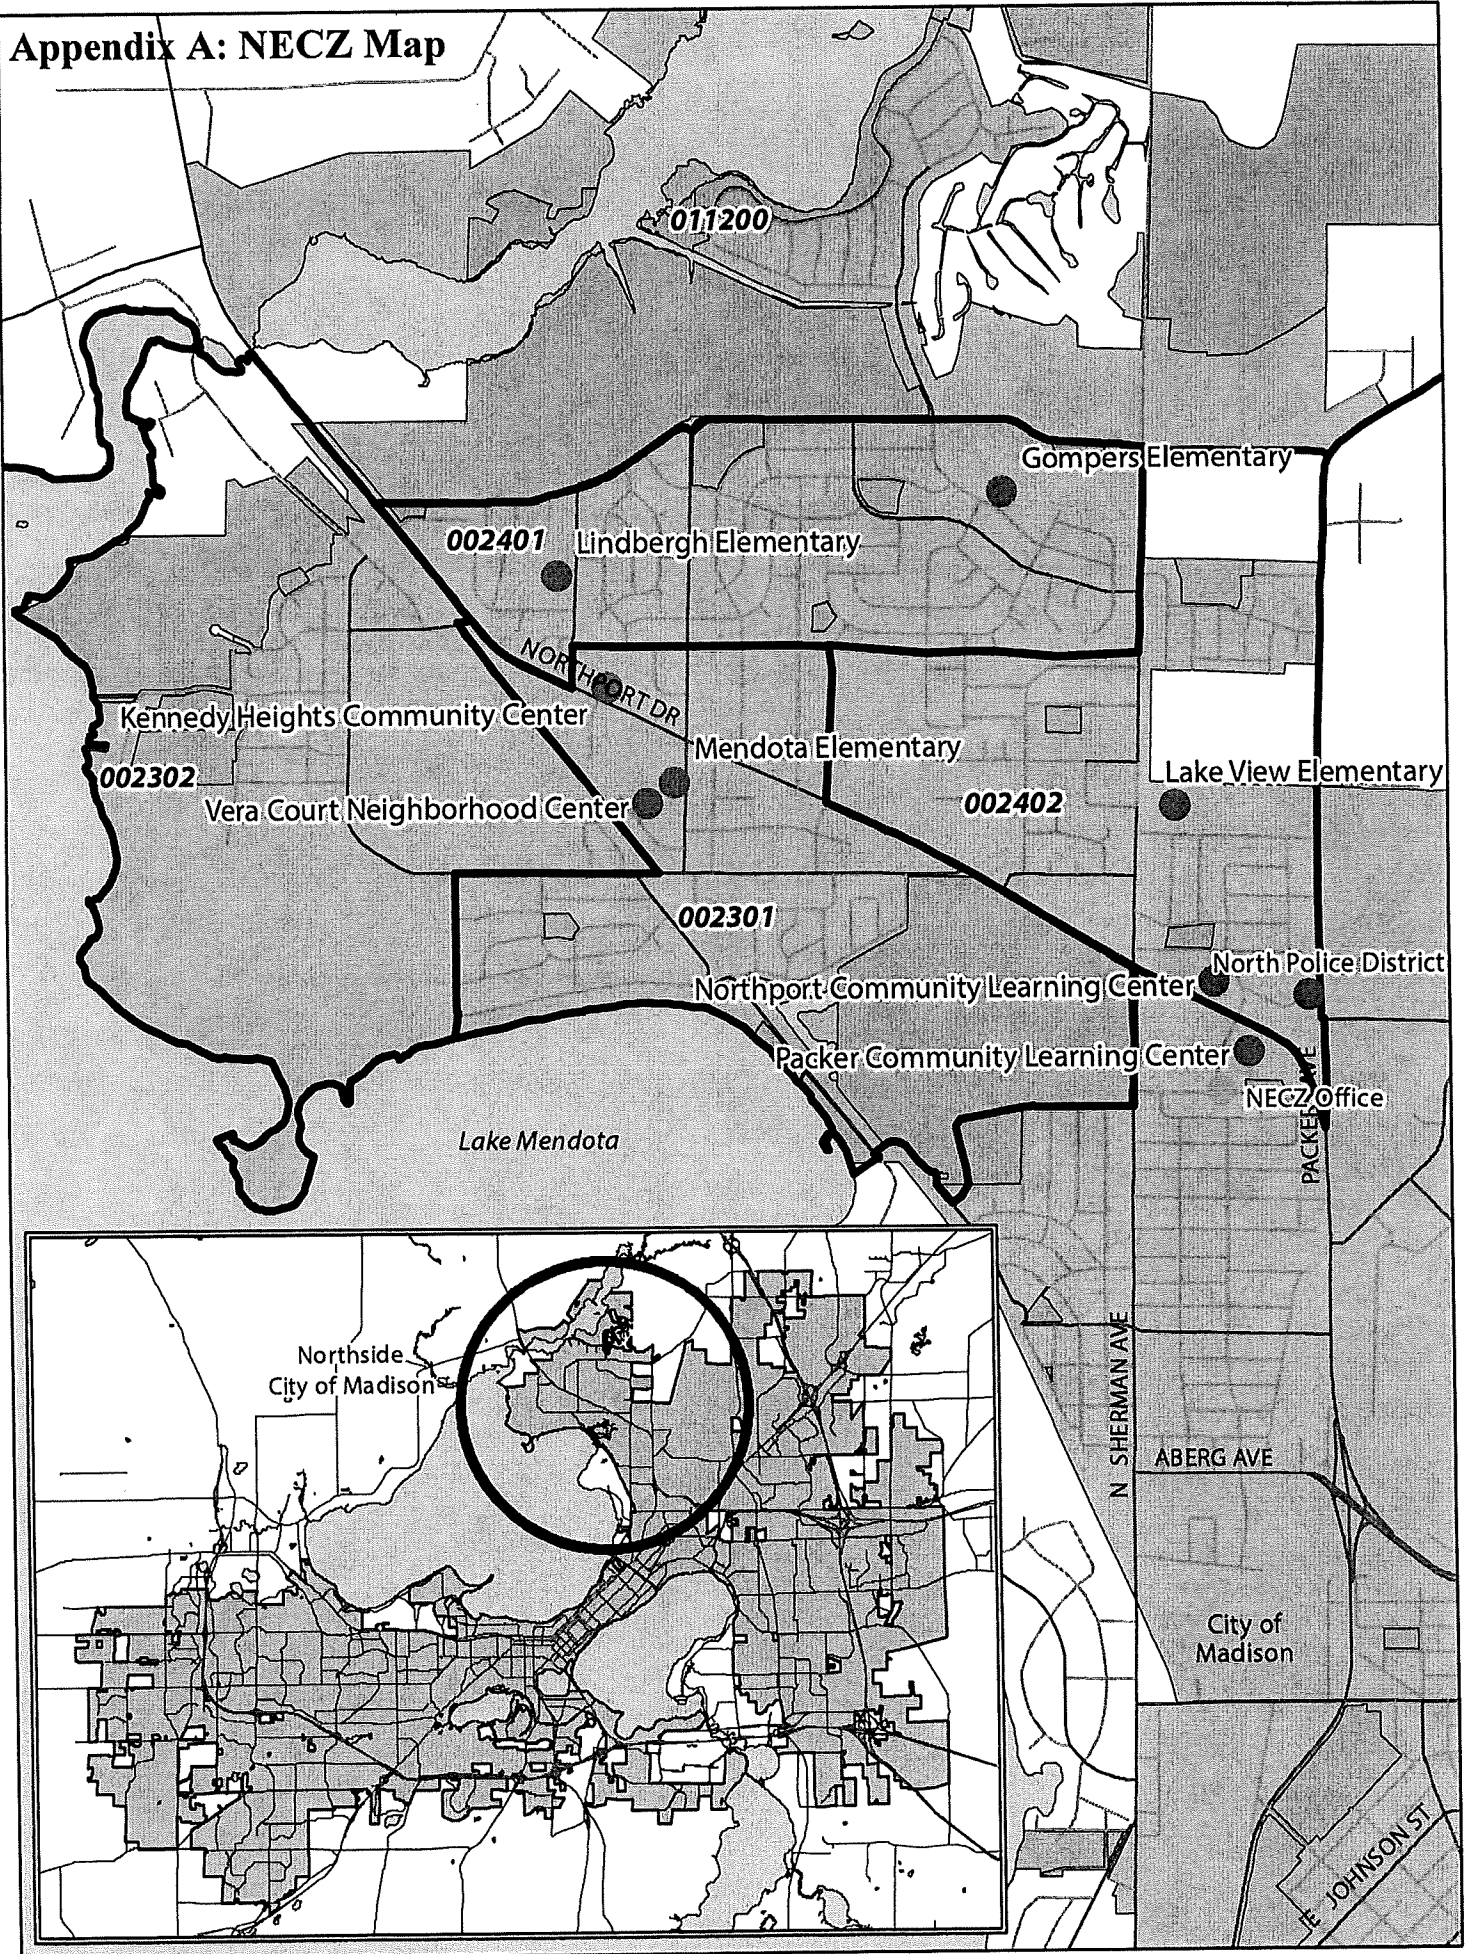 Appendix A: NECZ Map
011200
Gompers Elementary
002401
Lindbergh Elementary
NORTHPORT DR
Kennedy Heights Community Center
Mendota Elementary
002302
Lake View Elementary
Vera Court Neighborhood Center
002402
002301
North Police District
Northport Community Learning Center
Packer Community Learning Center
NECZ Office
PACKERS AVE
Lake Mendota
Northside
City of Madison
N SHERMAN AVE
ABERG AVE
City of
Madison
E JOHNSON ST